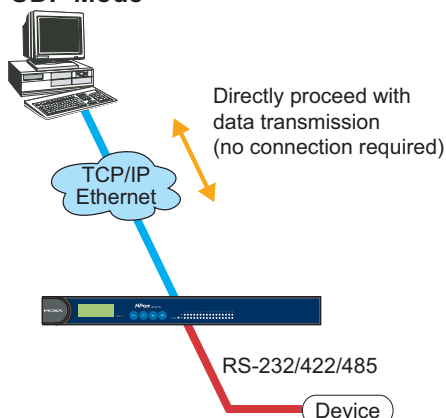 UDP Mode
Directly proceed with
data transmission
(no connection required)
TCP/IP
Ethernet
MOXA
NPort
RS-232/422/485
Device